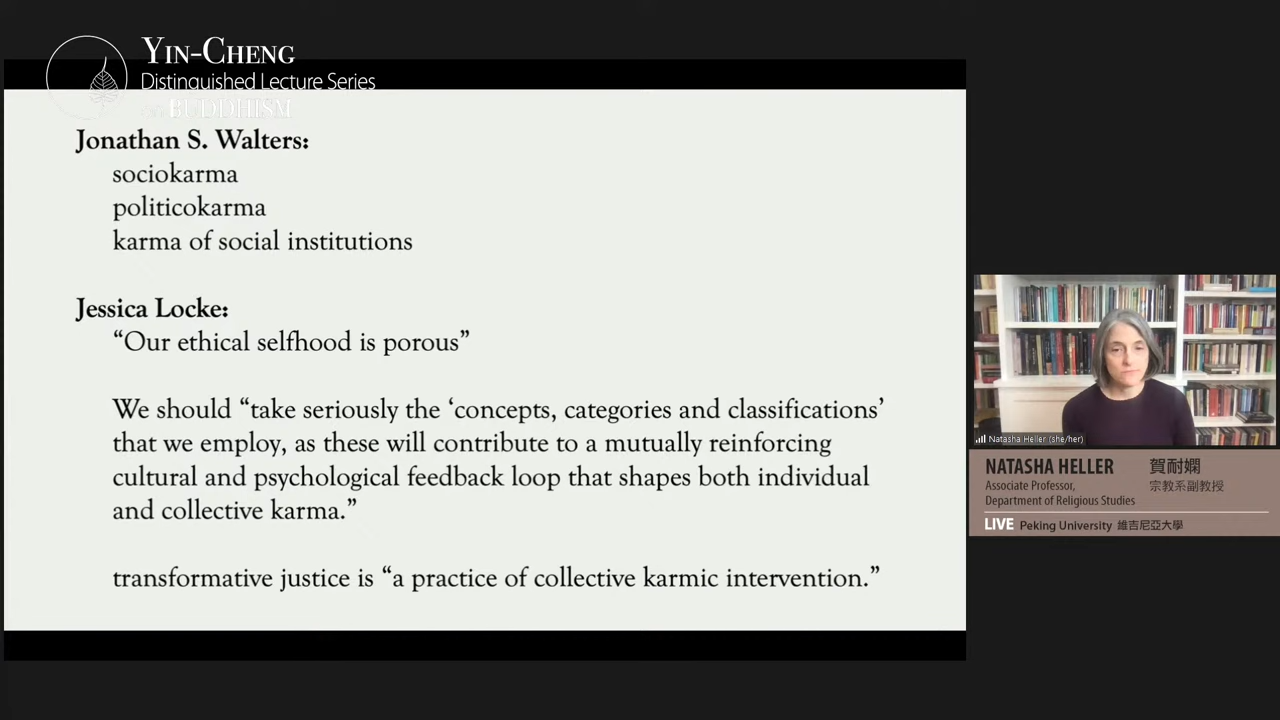 YIN-CHENG
Distinguished Lecture Series
on BUDDHISM
Jonathan S. Walters:
sociokarma
politicokarma
karma of social institutions
Jessica Locke:
“Our ethical selfhood is porous”
We should “take seriously the ‘concepts, categories and classifications’
that we employ, as these will contribute to a mutually reinforcing
cultural and psychological feedback loop that shapes both individual
and collective karma.”
transformative justice is “a practice of collective karmic intervention.”
Natasha Heller (she/her)
NATASHA HELLER 賀耐嫻
Associate Professor, 宗教系副教授
Department of Religious Studies
LIVE Peking University 維吉尼亞大學